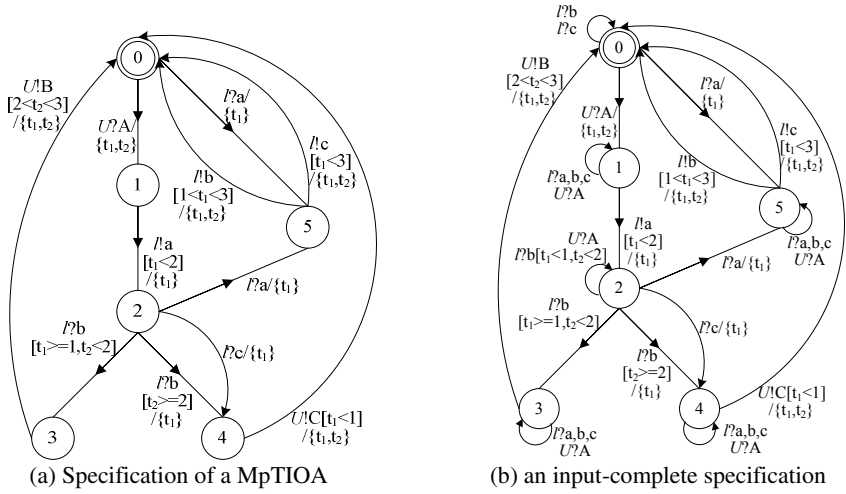 0
U!B
[2<t₂<3]
/{t₁,t₂}
l?a/
{t₁}
U?A/
{t₁,t₂}
l!c
[t₁<3]
/{t₁,t₂}
l!b
[1<t₁<3]
/{t₁,t₂}
1
5
l!a
[t₁<2]
/{t₁}
l?a/{t₁}
2
l?b
[t₁>=1,t₂<2]
l?c/{t₁}
l?b
[t₂>=2]
/{t₁}
U!C[t₁<1]
/{t₁,t₂}
3
4
(a) Specification of a MpTIOA
l?b
l?c
0
U!B
[2<t₂<3]
/{t₁,t₂}
l?a/
{t₁}
U?A/
{t₁,t₂}
l!c
[t₁<3]
/{t₁,t₂}
l!b
[1<t₁<3]
/{t₁,t₂}
1
l?a,b,c
U?A
5
l?a,b,c
U?A
l!a
[t₁<2]
/{t₁}
U?A
l?b[t₁<1,t₂<2]
l?a/{t₁}
2
l?b
[t₁>=1,t₂<2]
l?c/{t₁}
l?b
[t₂>=2]
/{t₁}
U!C[t₁<1]
/{t₁,t₂}
3
4
l?a,b,c
U?A
l?a,b,c
U?A
(b) an input-complete specification